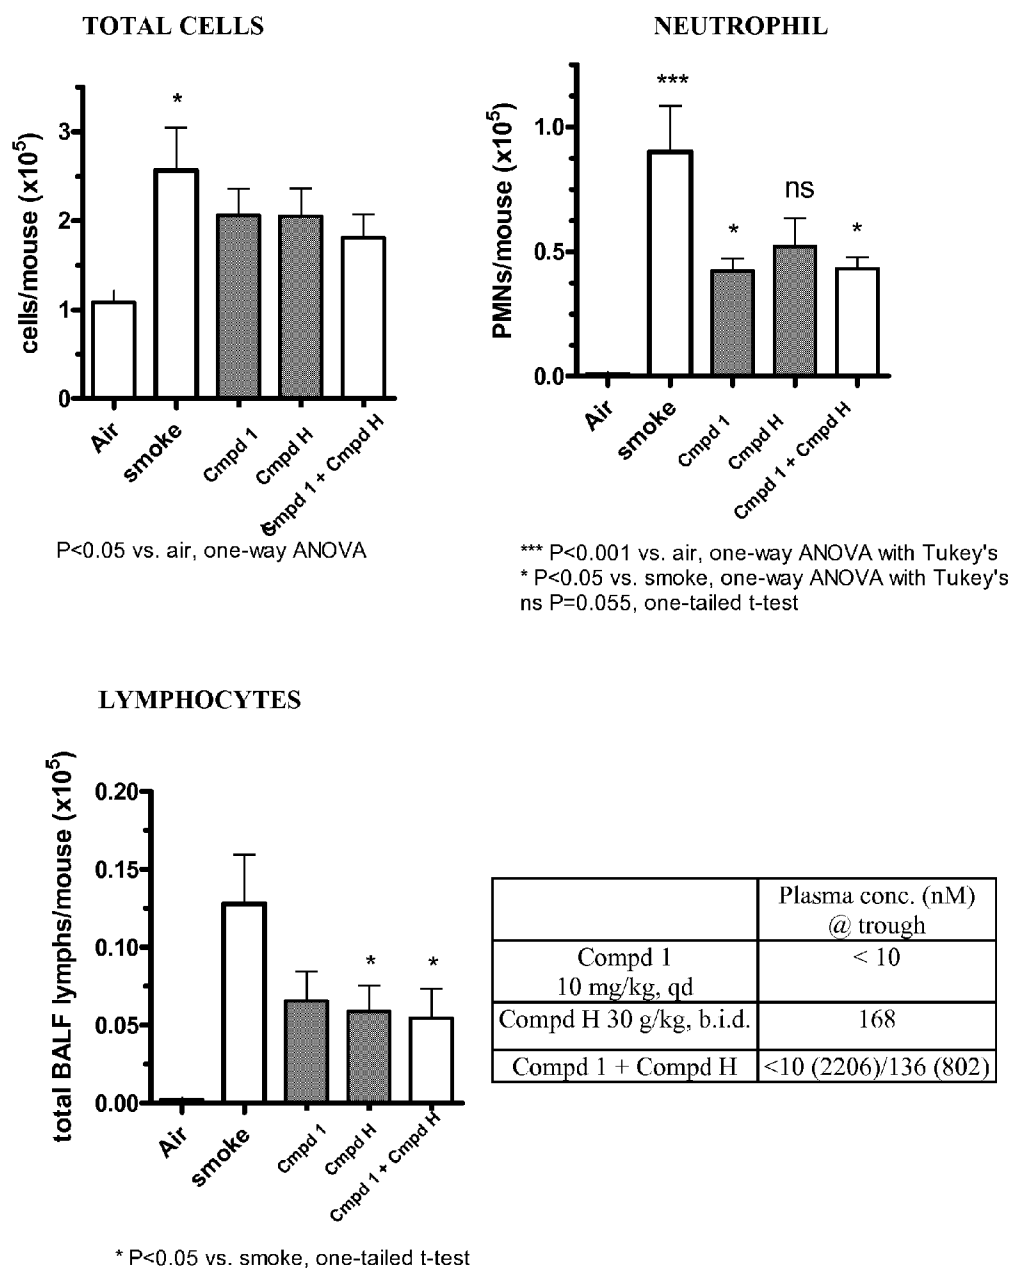 TOTAL CELLS
*
cells/mouse (x10⁵)
3
2
1
0
Air
smoke
Cmpd 1
Cmpd H
Cmpd 1 + Cmpd H
P<0.05 vs. air, one-way ANOVA
NEUTROPHIL
***
ns
*
*
PMNs/mouse (x10⁵)
1.0
0.5
0.0
Air
smoke
Cmpd 1
Cmpd H
Cmpd 1 + Cmpd H
*** P<0.001 vs. air, one-way ANOVA with Tukey's
* P<0.05 vs. smoke, one-way ANOVA with Tukey's
ns P=0.055, one-tailed t-test
LYMPHOCYTES
* *
total BALF lymphs/mouse (x10⁵)
0.20
0.15
0.10
0.05
0.00
Air
smoke
Cmpd 1
Cmpd H
Cmpd 1 + Cmpd H
* P<0.05 vs. smoke, one-tailed t-test
Plasma conc. (nM)
@ trough
Compd 1
10 mg/kg, qd
< 10
Compd H 30 g/kg, b.i.d.
168
Compd 1 + Compd H
<10 (2206)/136 (802)